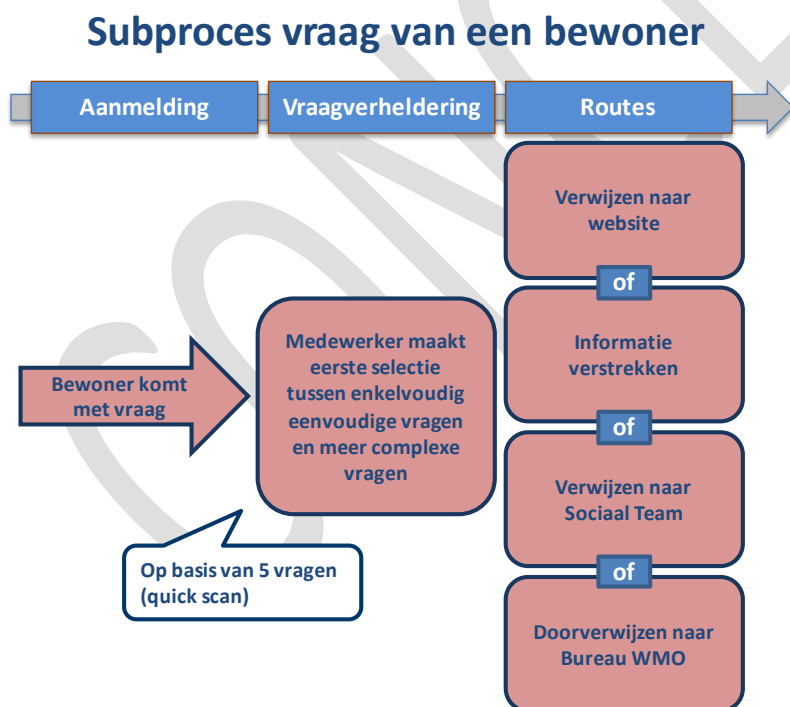 Subproces vraag van een bewoner
Aanmelding
Vraagverheldering
Routes
Bewoner komt
met vraag
Medewerker maakt
eerste selectie
tussen enkelvoudig
eenvoudige vragen
en meer complexe
vragen
Op basis van 5 vragen
(quick scan)
Verwijzen naar
website
of
Informatie
verstrekken
of
Verwijzen naar
Sociaal Team
of
Doorverwijzen naar
Bureau WMO